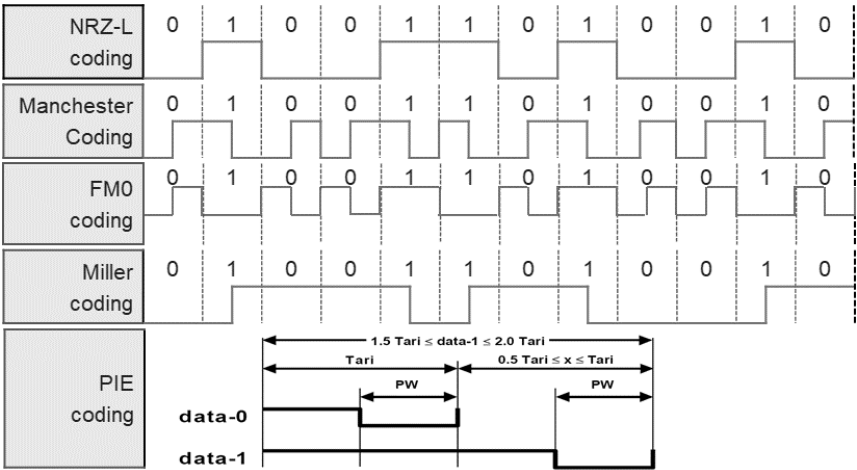 NRZ-L
coding
0 1 0 0 1 1 0 1 0 0 1 0
Manchester
Coding
0 1 0 0 1 1 0 1 0 0 1 0
FM0
coding
0 1 0 0 1 1 0 1 0 0 1 0
Miller
coding
0 1 0 0 1 1 0 1 0 0 1 0
PIE
coding
1.5 Tari ≤ data-1 ≤ 2.0 Tari
Tari 0.5 Tari ≤ x ≤ Tari
PW PW
data-0
data-1